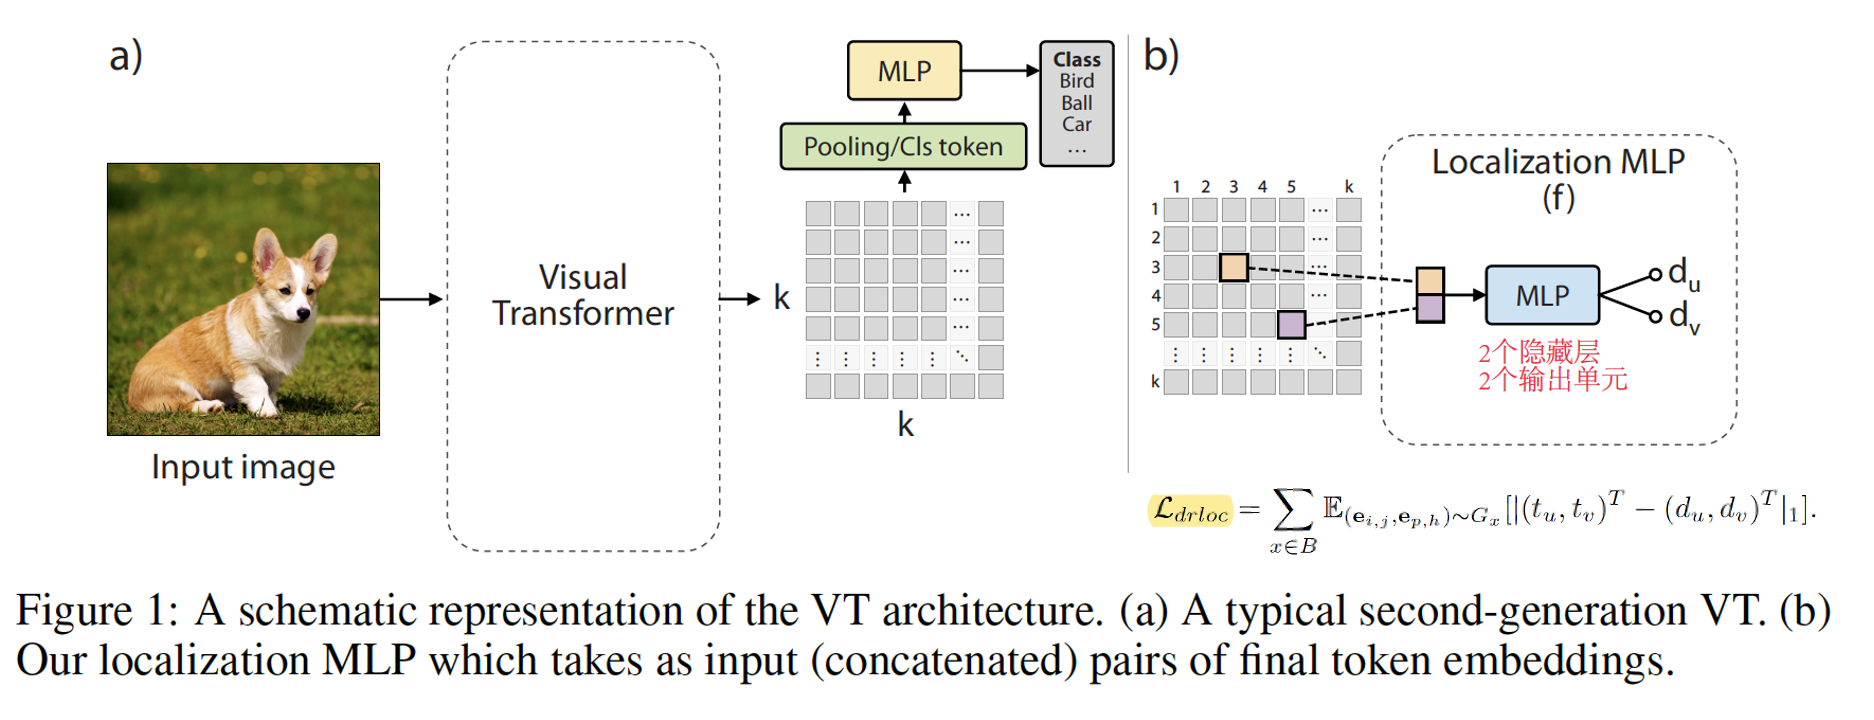 a)
Input image
Visual
Transformer
MLP
Pooling/Cls token
Class
Bird
Ball
Car
...
k
k
b)
1 2 3 4 5 ... k
1
2
3
4
5
k
Localization MLP
(f)
MLP
d_u
d_v
2个隐藏层
2个输出单元
\mathcal{L}_{drloc} = \sum_{x \in B} \mathbb{E}_{(\mathbf{e}_{i,j}, \mathbf{e}_{p,h}) \sim G_x} [|(t_u, t_v)^T - (d_u, d_v)^T|_1].
Figure 1: A schematic representation of the VT architecture. (a) A typical second-generation VT. (b)
Our localization MLP which takes as input (concatenated) pairs of final token embeddings.